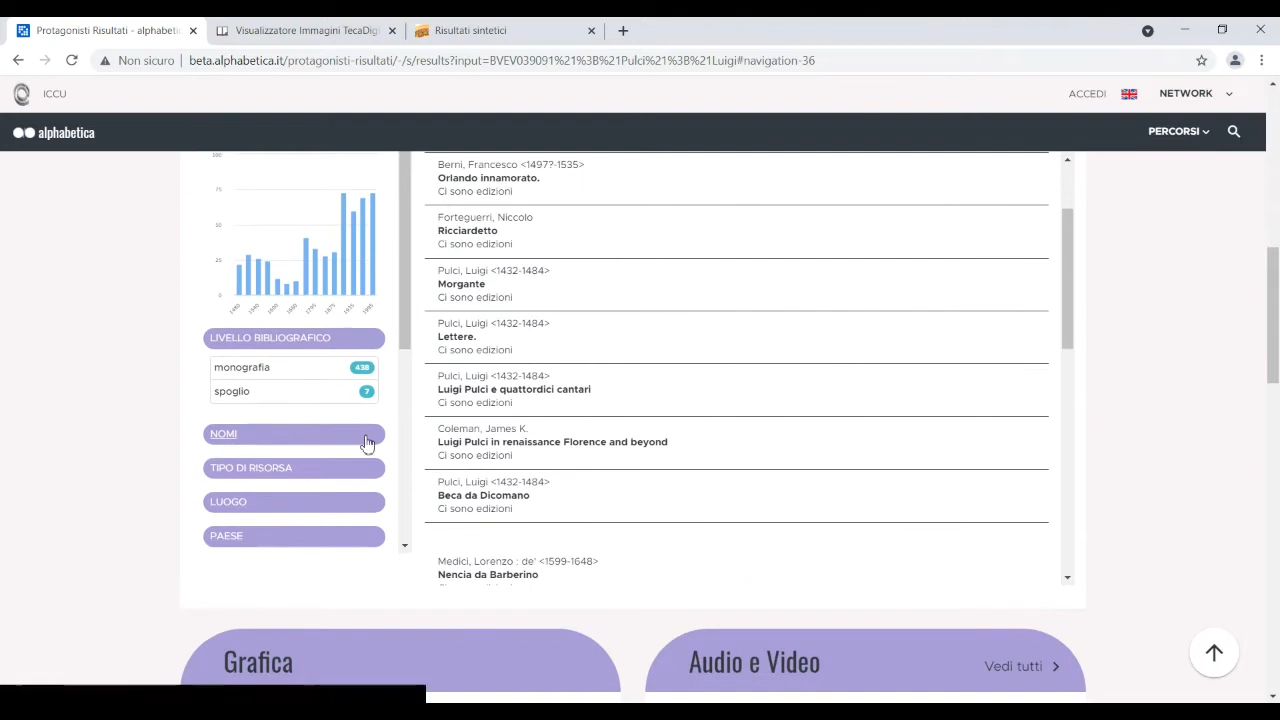 Protagonisti Risultati - alphabetic
Visualizzatore Immagini TecaDig
Risultati sintetici
Non sicuro
beta.alphabetica.it/protagonisti-risultati/-/s/results?input=BVEV039091%21%3B%21Pulci%21%3B%21Luigi#navigation-36
ICCU
ACCEDI
NETWORK
alphabetica
PERCORSI
100
75
50
25
0
LIVELLO BIBLIOGRAFICO
monografia 438
spoglio 7
NOMI
TIPO DI RISORSA
LUOGO
PAESE
Berni, Francesco <1497?-1535>
Orlando innamorato.
Ci sono edizioni
Forteguerri, Niccolo
Ricciardetto
Ci sono edizioni
Pulci, Luigi <1432-1484>
Morgante
Ci sono edizioni
Pulci, Luigi <1432-1484>
Lettere.
Ci sono edizioni
Pulci, Luigi <1432-1484>
Luigi Pulci e quattordici cantari
Ci sono edizioni
Coleman, James K.
Luigi Pulci in renaissance Florence and beyond
Ci sono edizioni
Pulci, Luigi <1432-1484>
Beca da Dicomano
Ci sono edizioni
Medici, Lorenzo : de' <1599-1648>
Nencia da Barberino
Grafica
Audio e Video
Vedi tutti